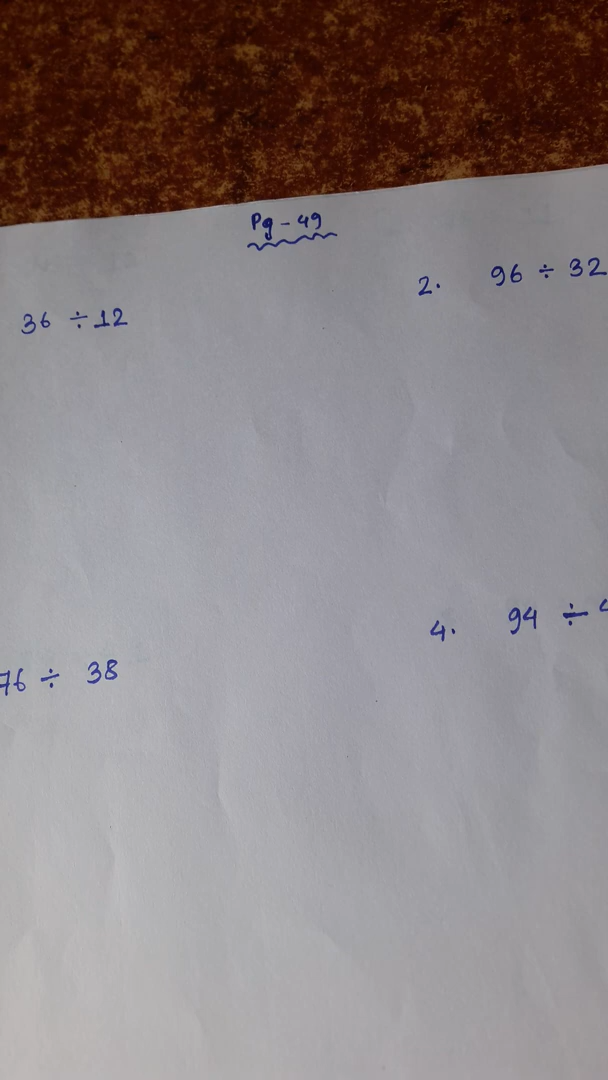 Pg - 49
36 ÷ 12
2. 96 ÷ 32
76 ÷ 38
4. 94 ÷